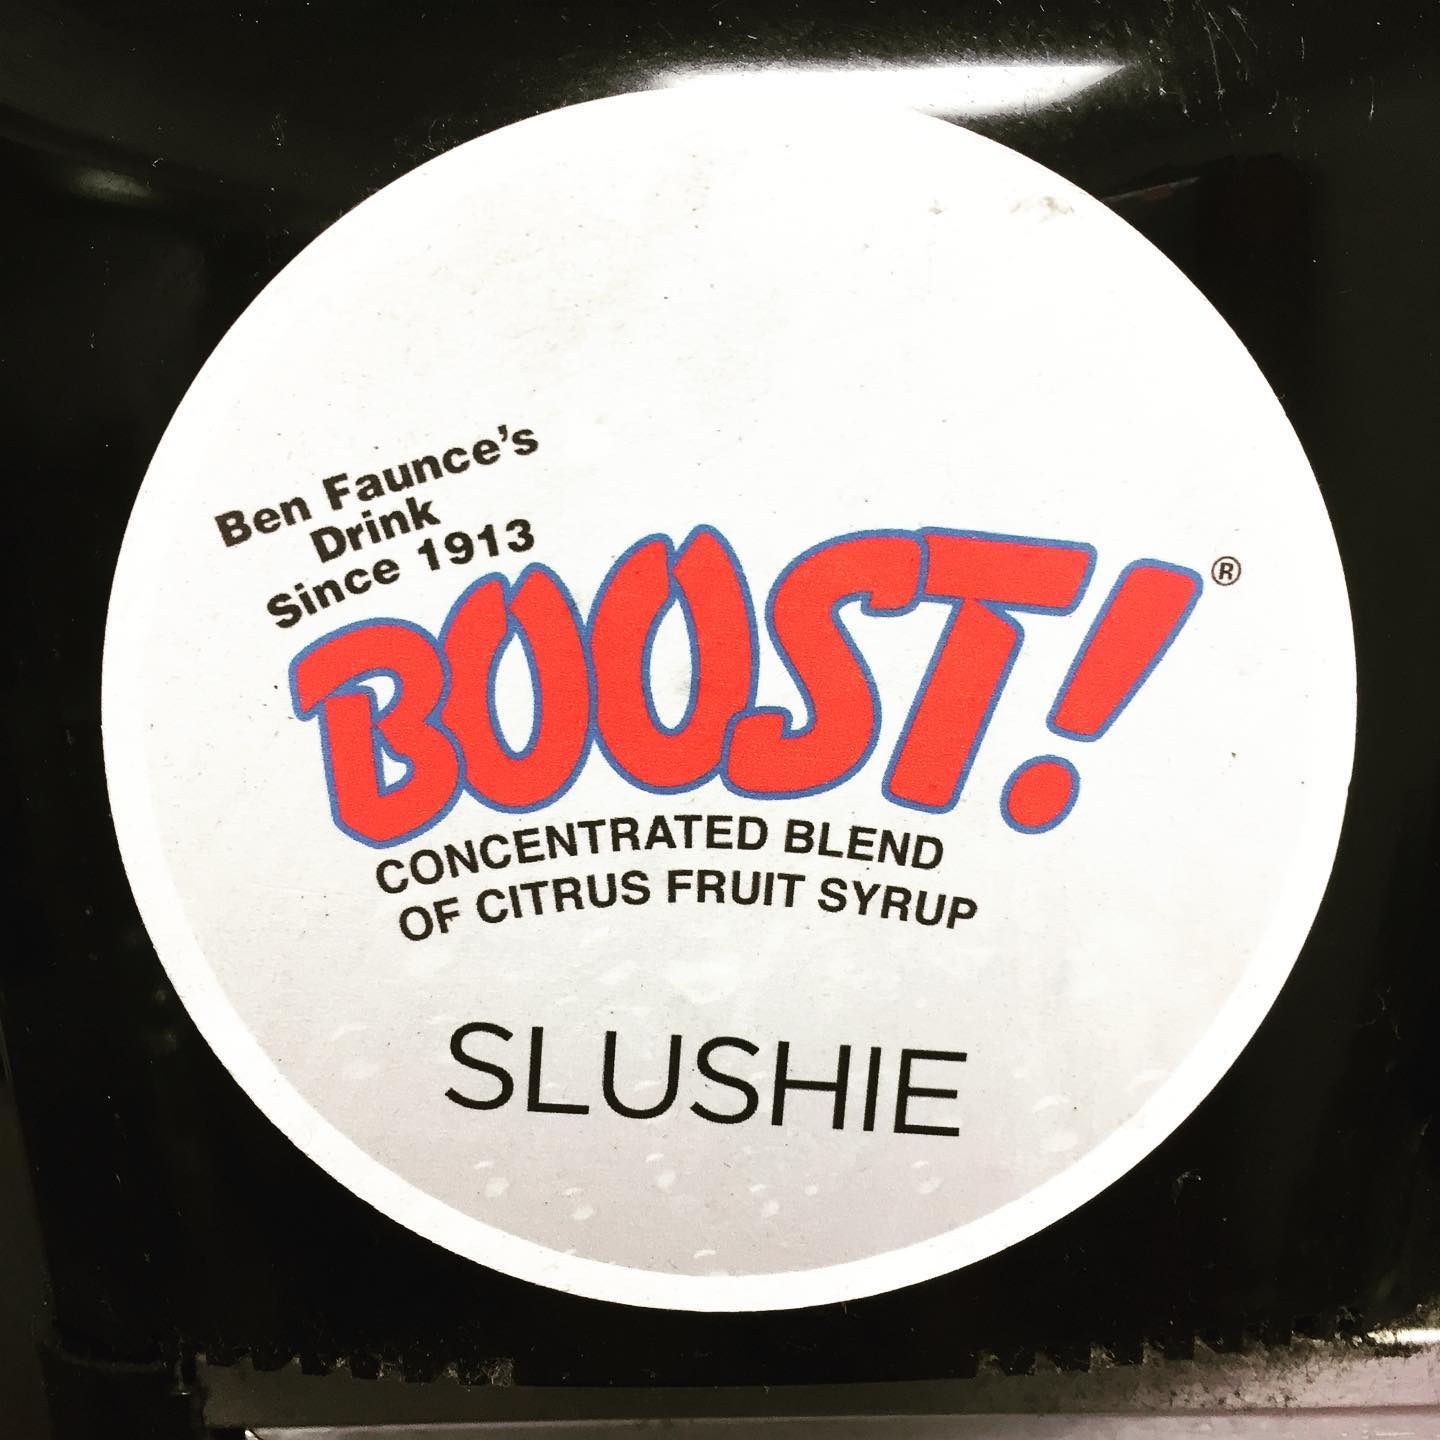 Ben Faunce's
Drink
Since 1913
BOOST!®
CONCENTRATED BLEND
OF CITRUS FRUIT SYRUP
SLUSHIE